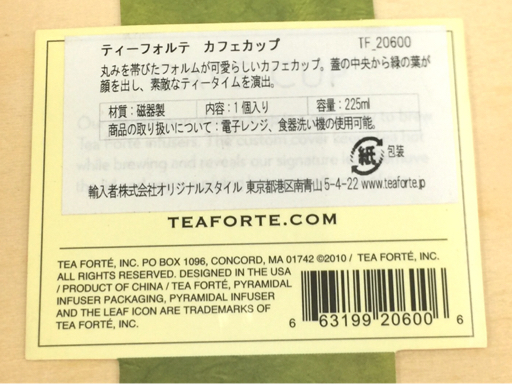 ティーフォルテ カフェカップ TF_20600
丸みを帯びたフォルムが可愛らしいカフェカップ。蓋の中央から緑の葉が
顔を出し、素敵なティータイムを演出。
材質:磁器製 内容:1個入り 容量:225ml
商品の取り扱いについて:電子レンジ、食器洗い機の使用可能。
紙 包装
輸入者株式会社オリジナルスタイル 東京都港区南青山5-4-22 www.teaforte.jp
TEAFORTE.COM
TEA FORTÉ, INC. PO BOX 1096, CONCORD, MA 01742 ©2010 / TEA FORTÉ, INC.
ALL RIGHTS RESERVED. DESIGNED IN THE USA
/ PRODUCT OF CHINA / TEA FORTÉ, PYRAMIDAL
INFUSER PACKAGING, PYRAMIDAL INFUSER
AND THE LEAF ICON ARE TRADEMARKS OF
TEA FORTÉ, INC.
6 63199 20600 6